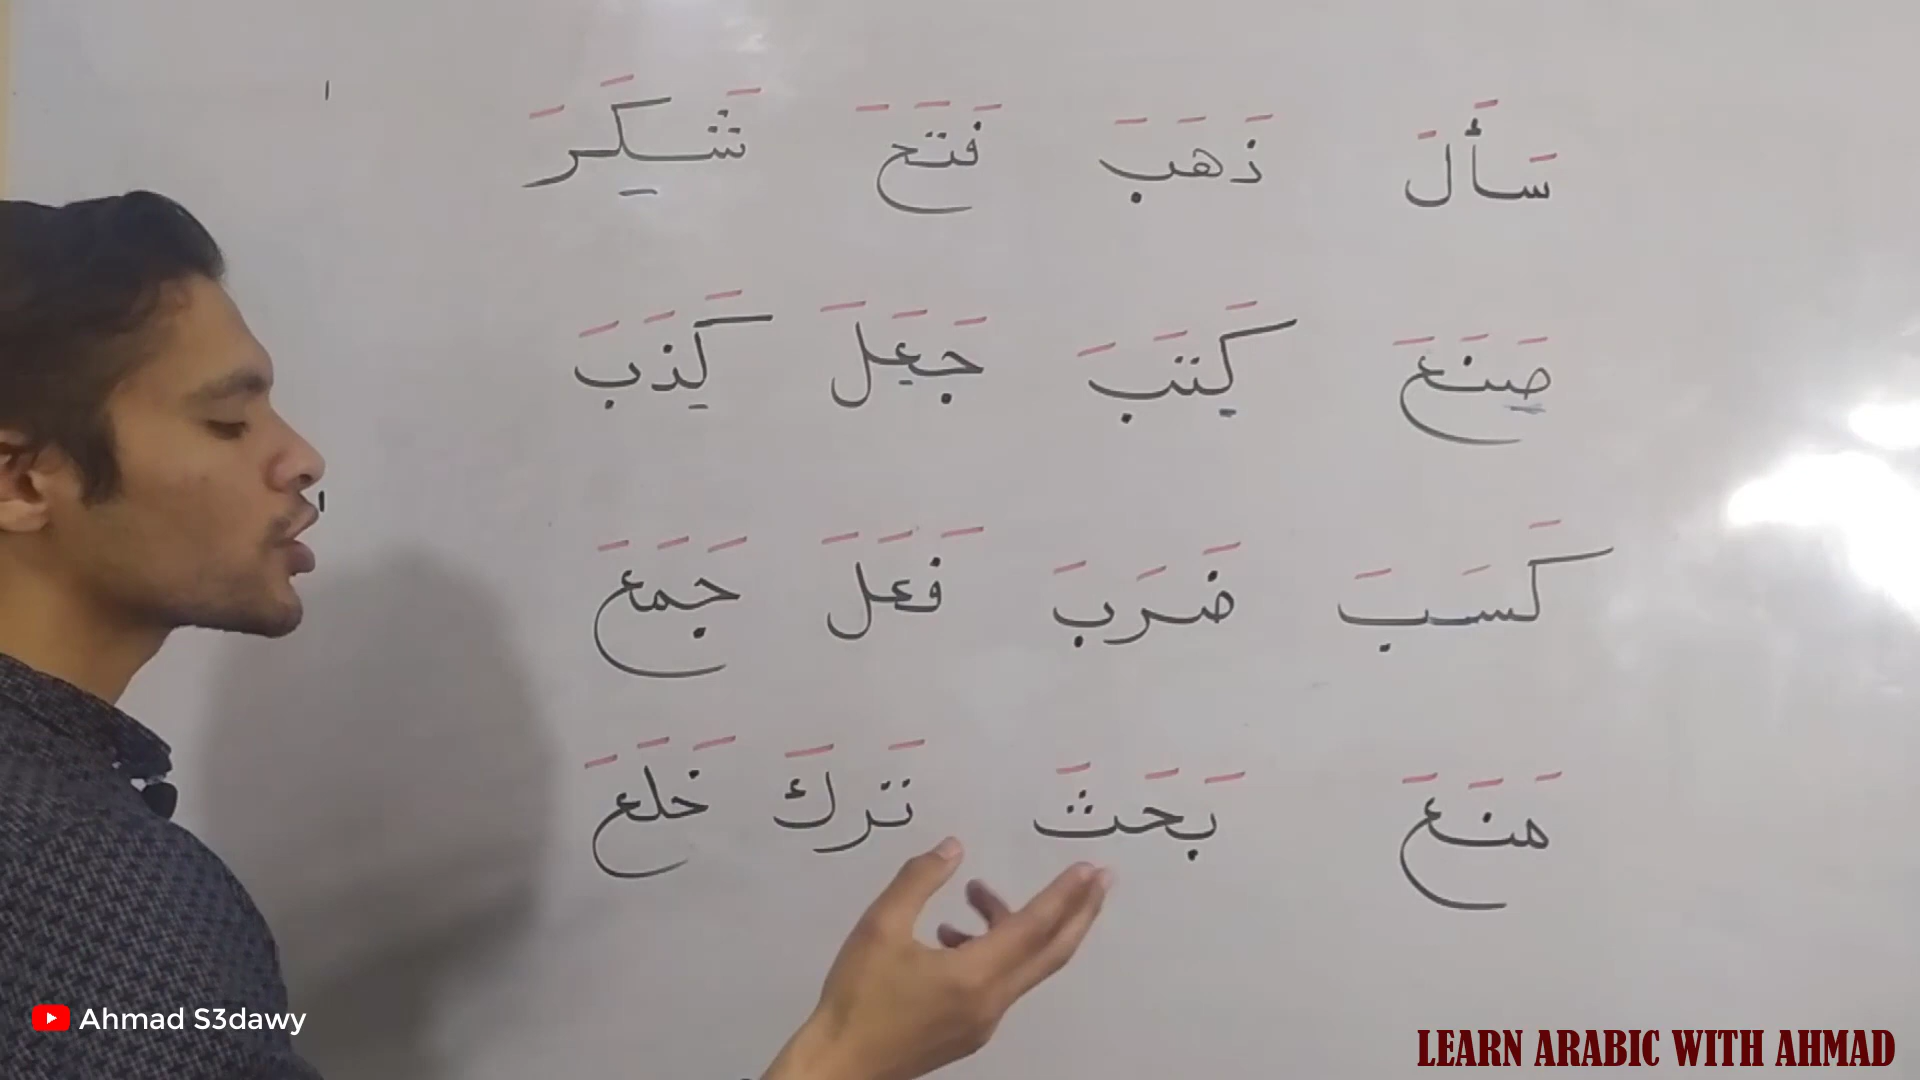 سَأَلَ ذَهَبَ فَتَحَ شَكَرَ
صَنَعَ كَتَبَ جَعَلَ كَذَبَ
كَسَبَ ضَرَبَ فَعَلَ جَمَعَ
مَنَعَ بَحَثَ تَرَكَ خَلَعَ
Ahmad S3dawy
LEARN ARABIC WITH AHMAD